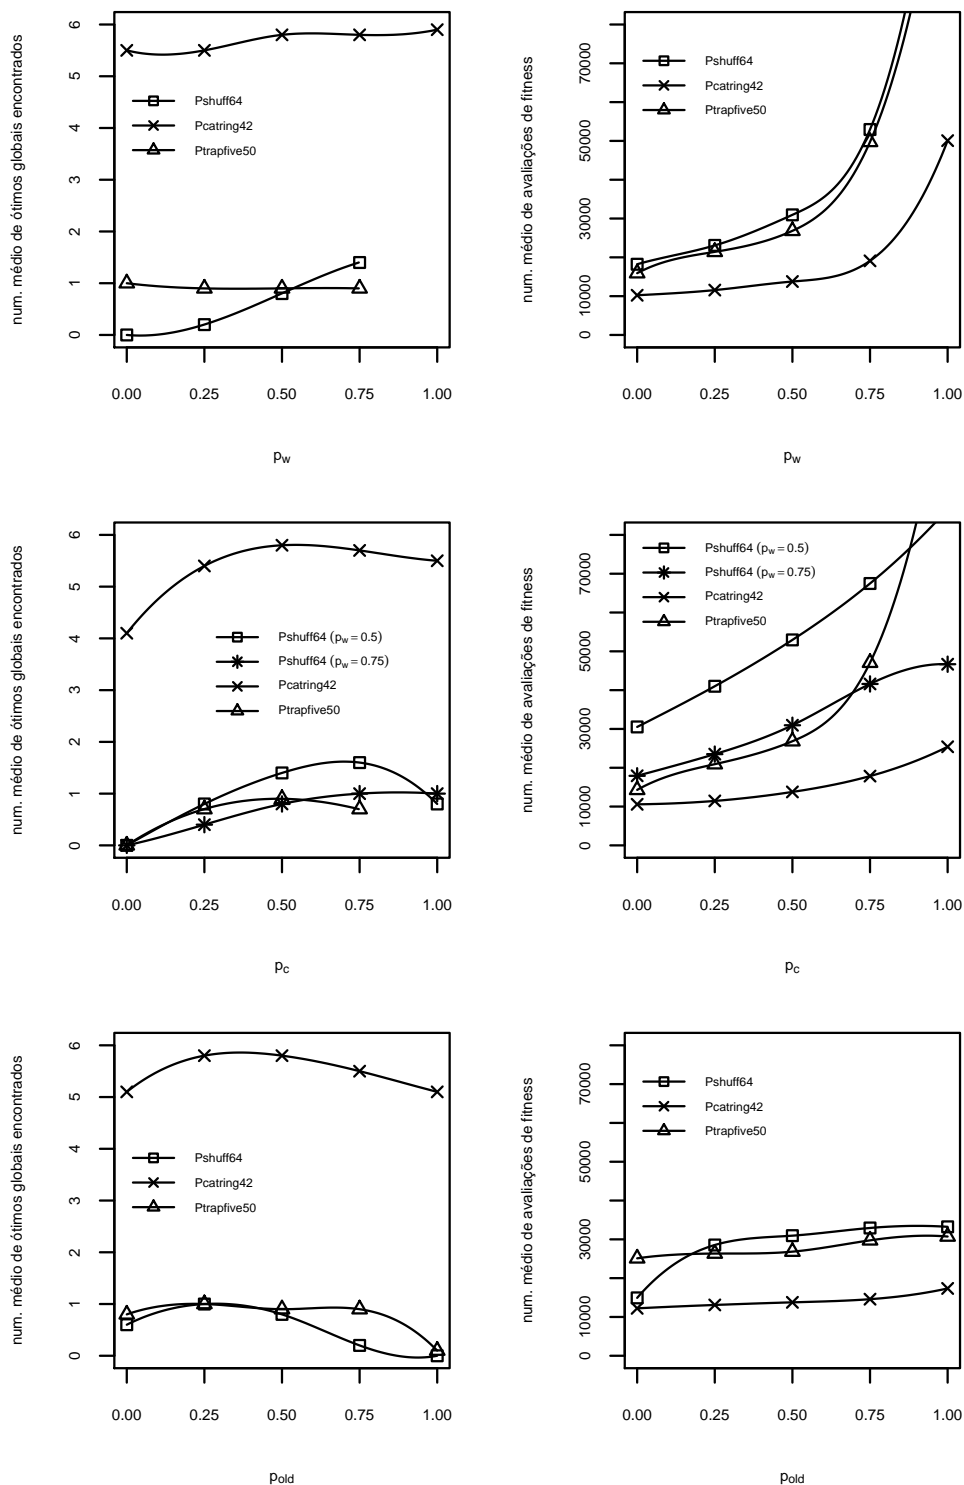 num. médio de ótimos globais encontrados
6
5
4
3
2
1
0
Pshuff64
Pcatring42
Ptrapfive50
0.00 0.25 0.50 0.75 1.00
pw
num. médio de avaliações de fitness
70000
50000
30000
10000
0
Pshuff64
Pcatring42
Ptrapfive50
0.00 0.25 0.50 0.75 1.00
pw
num. médio de ótimos globais encontrados
6
5
4
3
2
1
0
Pshuff64 (pw = 0.5)
Pshuff64 (pw = 0.75)
Pcatring42
Ptrapfive50
0.00 0.25 0.50 0.75 1.00
pc
num. médio de avaliações de fitness
70000
50000
30000
10000
0
Pshuff64 (pw = 0.5)
Pshuff64 (pw = 0.75)
Pcatring42
Ptrapfive50
0.00 0.25 0.50 0.75 1.00
pc
num. médio de ótimos globais encontrados
6
5
4
3
2
1
0
Pshuff64
Pcatring42
Ptrapfive50
0.00 0.25 0.50 0.75 1.00
pold
num. médio de avaliações de fitness
70000
50000
30000
10000
0
Pshuff64
Pcatring42
Ptrapfive50
0.00 0.25 0.50 0.75 1.00
pold